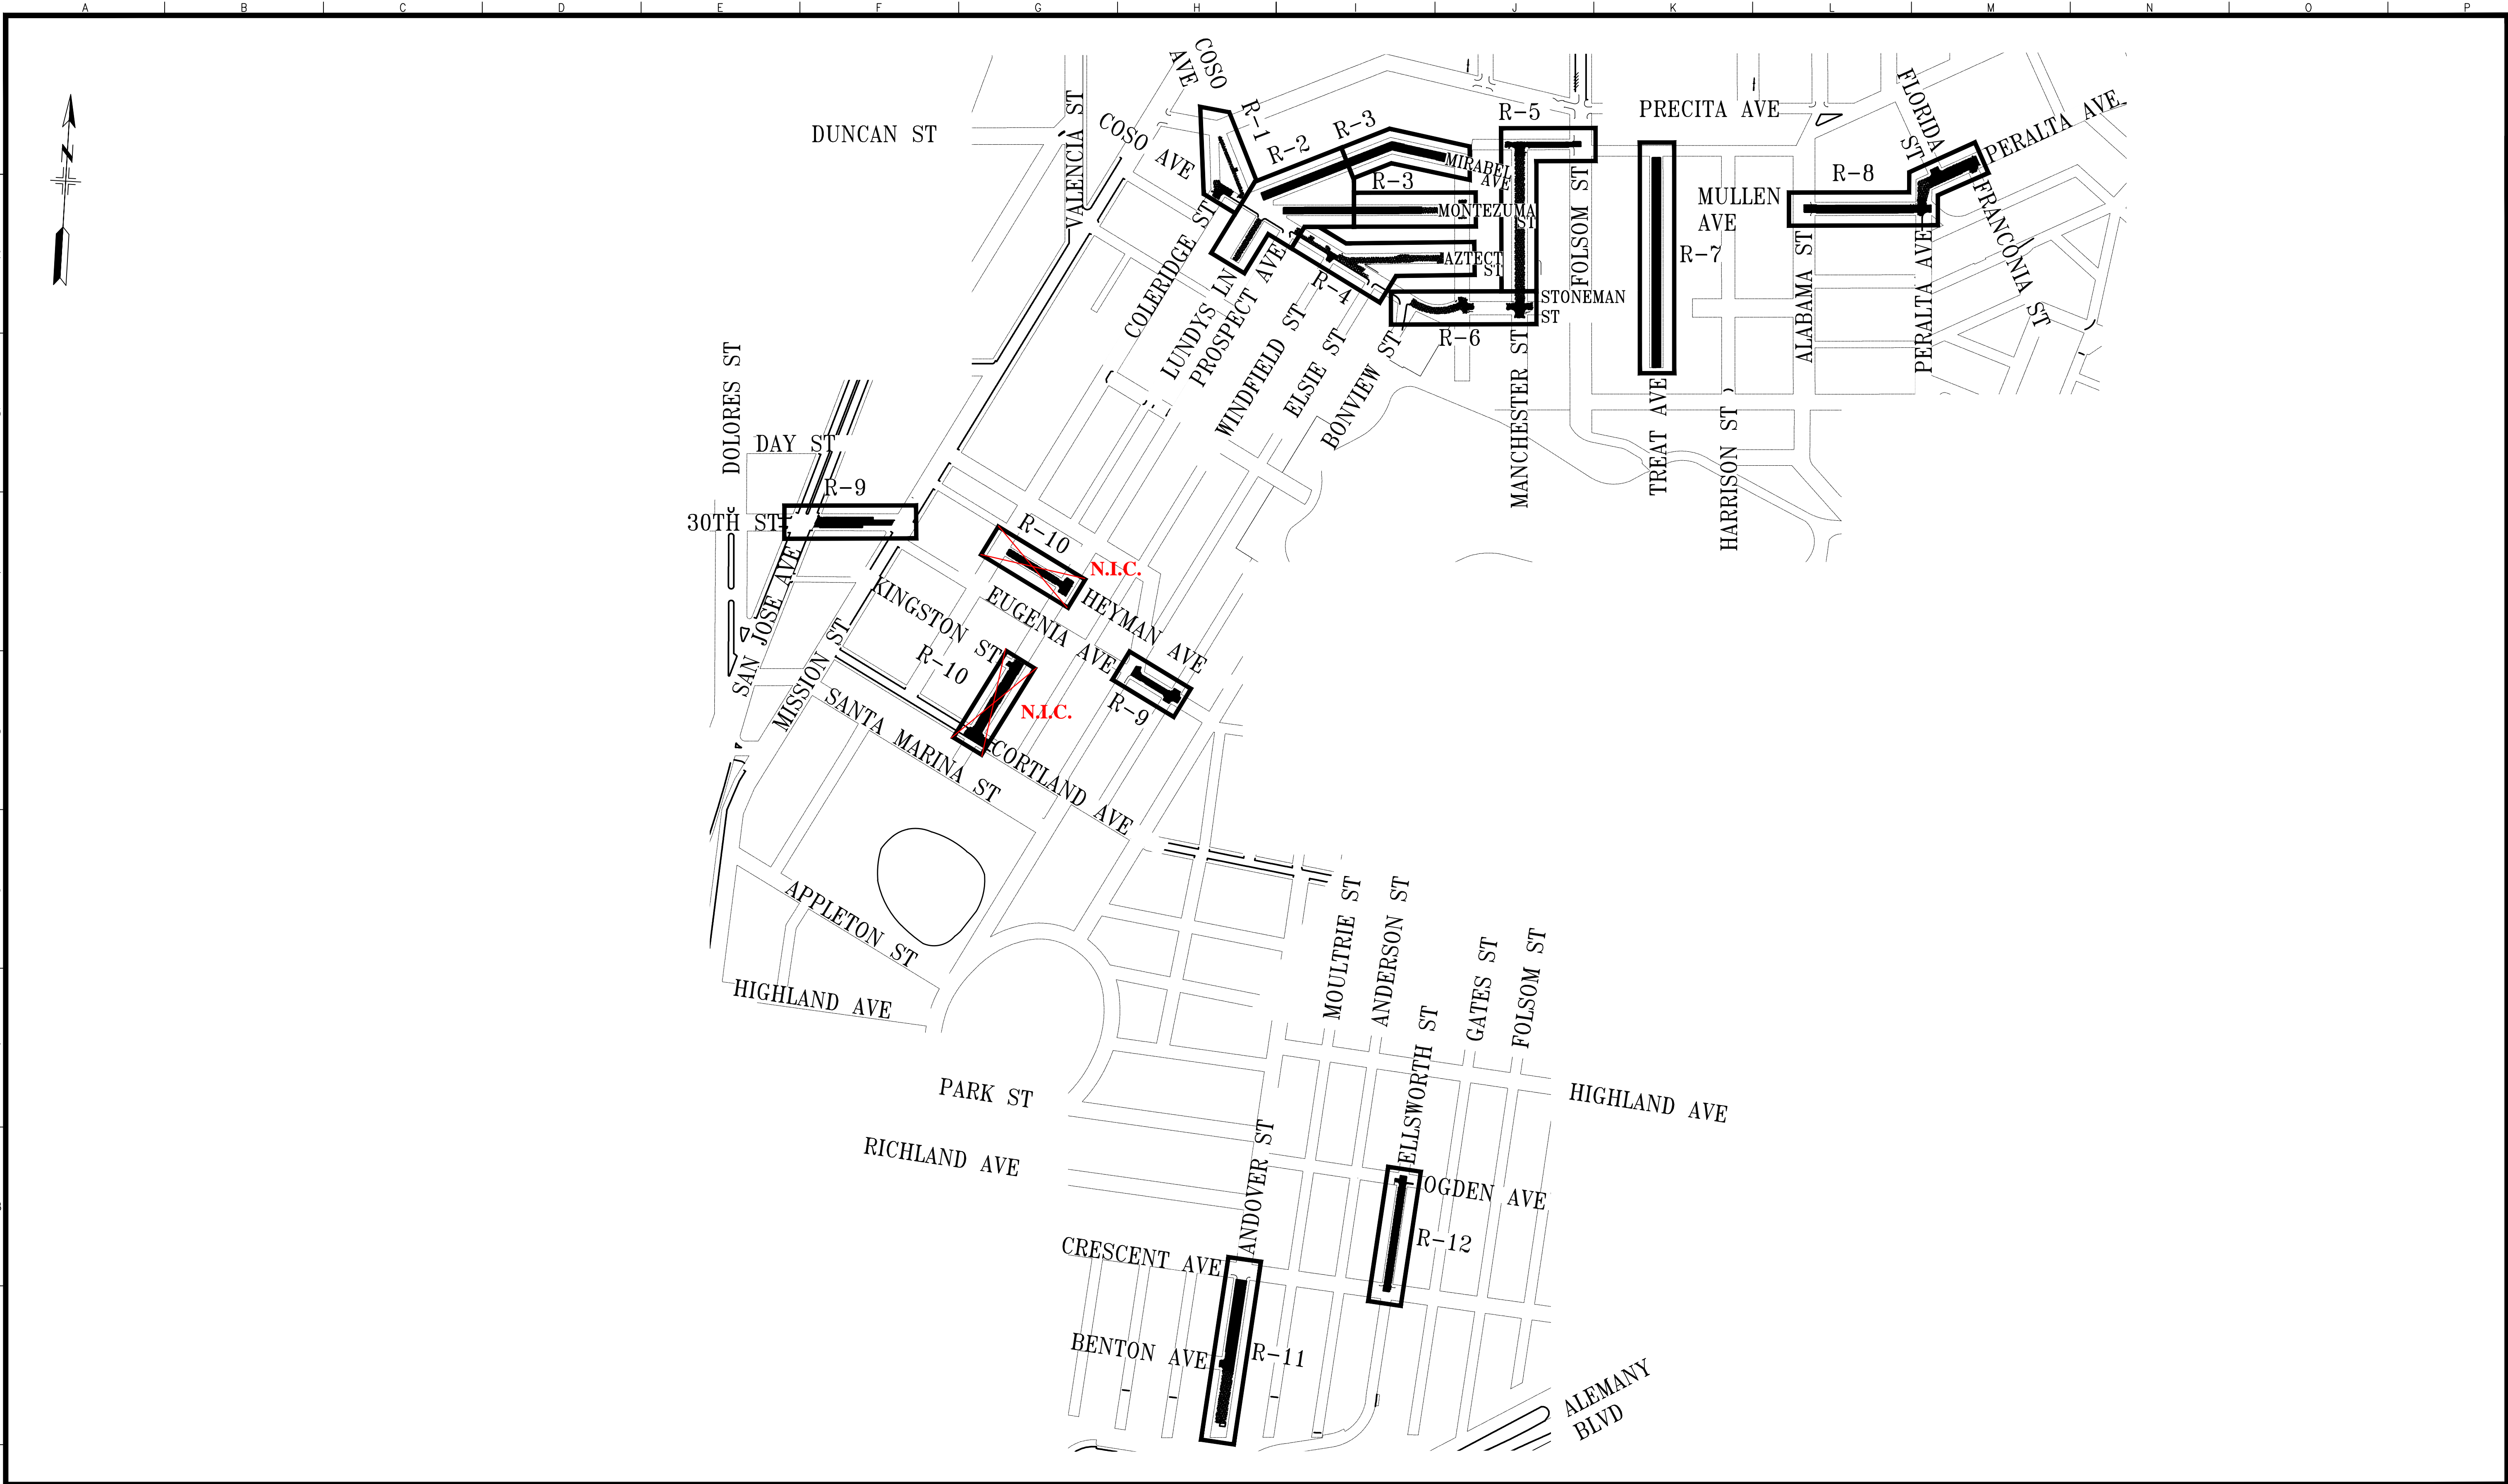 A B C D E F G H I J K L M N O P
COSO
AVE
COSO AVE
DUNCAN ST
VALENCIA ST
R-1
R-2
R-3
R-5
PRECITA AVE
FLORIDA
ST
PERALTA AVE
N
MIRABEL
AVE
R-3
MULLEN
AVE
R-8
MONTEZUMA
ST
FOLSOM ST
FRANCONIA ST
COLERIDGE ST
R-7
AZTECT
ST
R-4
ALABAMA ST
PERALTA AVE
LUNDYS LN
PROSPECT AVE
STONEMAN
ST
R-6
WINDFIELD ST
ELSIE ST
BONVIEW ST
MANCHESTER ST
TREAT AVE
HARRISON ST
DOLORES ST
DAY ST
R-9
30TH ST
R-10
N.I.C.
SAN JOSE AVE
KINGSTON ST
EUGENIA AVE
HEYMAN AVE
MISSION ST
R-10
R-9
N.I.C.
SANTA MARINA ST
CORTLAND AVE
APPLETON ST
MOULTRIE ST
ANDERSON ST
GATES ST
FOLSOM ST
HIGHLAND AVE
ELLSWORTH ST
PARK ST
HIGHLAND AVE
RICHLAND AVE
ANDOVER ST
OGDEN AVE
CRESCENT AVE
R-12
BENTON AVE
R-11
ALEMANY
BLVD